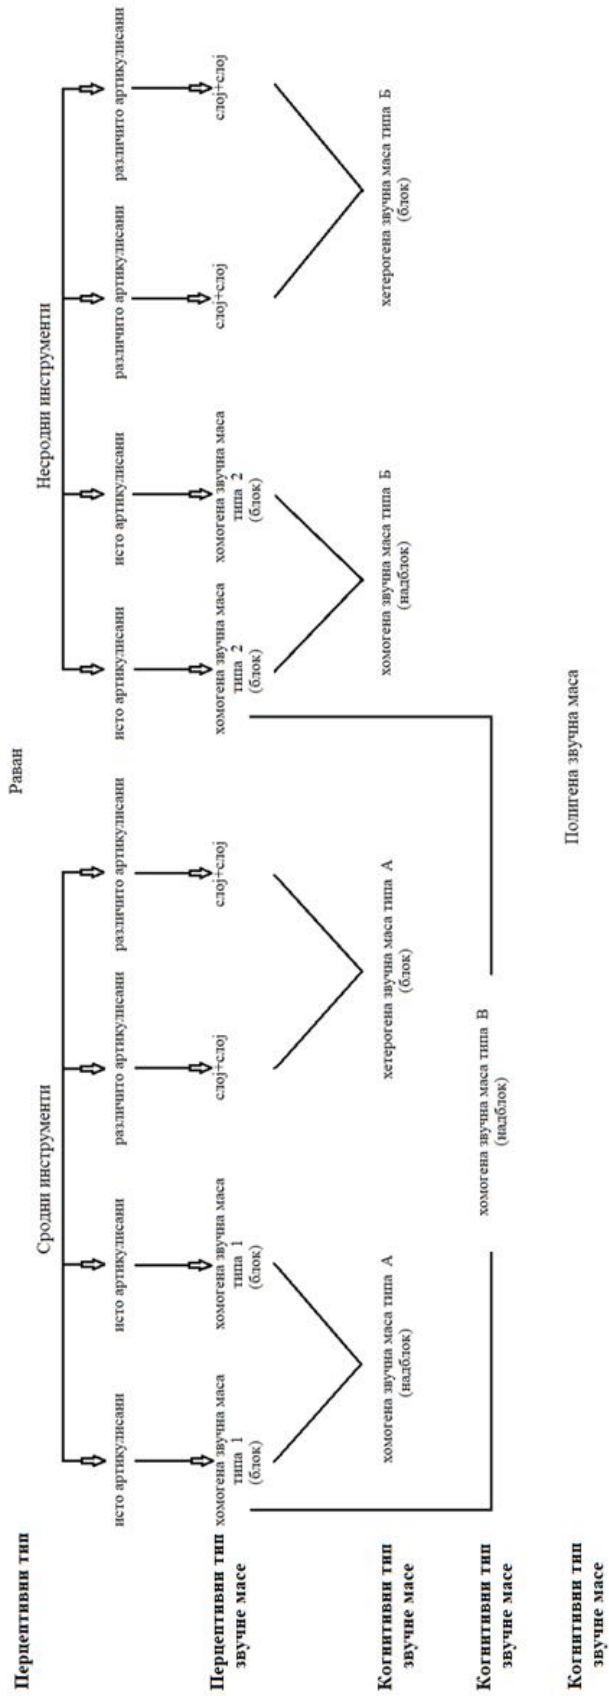 Перцептивни тип
Раван
Сродни инструменти
Несродни инструменти
исто артикулисани
исто артикулисани
различито артикулисани
различито артикулисани
исто артикулисани
исто артикулисани
различито артикулисани
различито артикулисани
Перцептивни тип
звучне масе
хомогена звучна маса
типа 1
(блок)
хомогена звучна маса
типа 1
(блок)
слој+слој
слој+слој
хомогена звучна маса
типа 2
(блок)
хомогена звучна маса
типа 2
(блок)
слој+слој
слој+слој
Когнитивни тип
звучне масе
хомогена звучна маса типа А
(надблок)
хетерогена звучна маса типа А
(блок)
хомогена звучна маса типа Б
(надблок)
хетерогена звучна маса типа Б
(блок)
Когнитивни тип
звучне масе
хомогена звучна маса типа В
(надблок)
Когнитивни тип
звучне масе
Полигена звучна маса